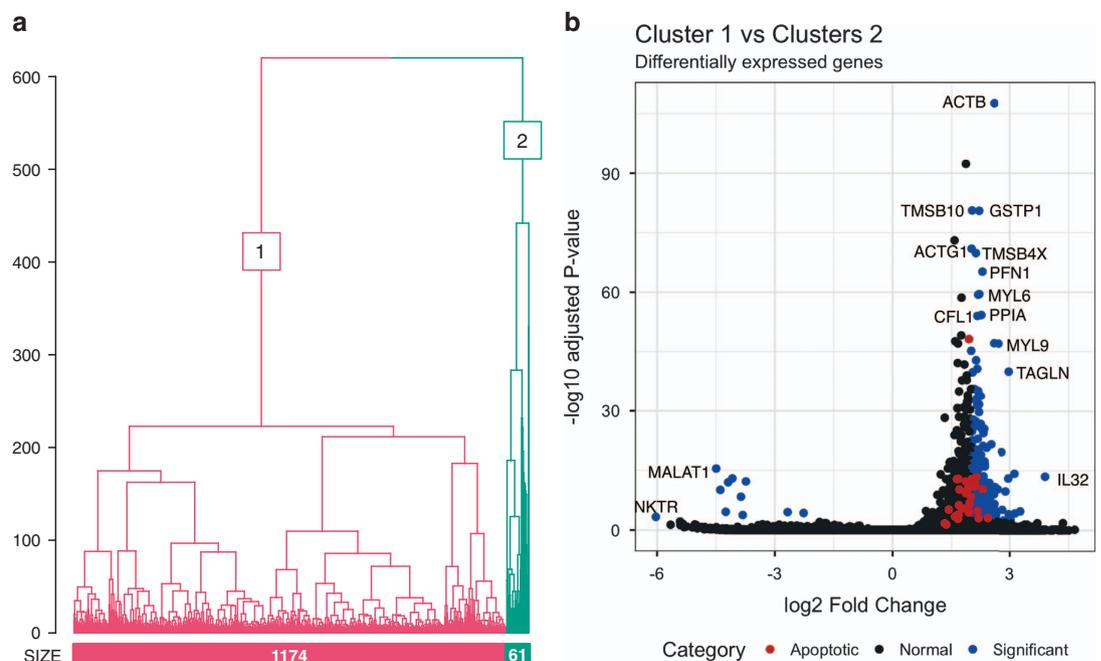 a
600
500
400
300
200
100
0
1
2
SIZE
1174
61
b
Cluster 1 vs Clusters 2
Differentially expressed genes
-log10 adjusted P-value
90
60
30
0
ACTB
TMSB10
GSTP1
ACTG1
TMSB4X
PFN1
MYL6
CFL1
PPIA
MYL9
TAGLN
MALAT1
IL32
NKTR
-6
-3
0
3
log2 Fold Change
Category
Apoptotic
Normal
Significant